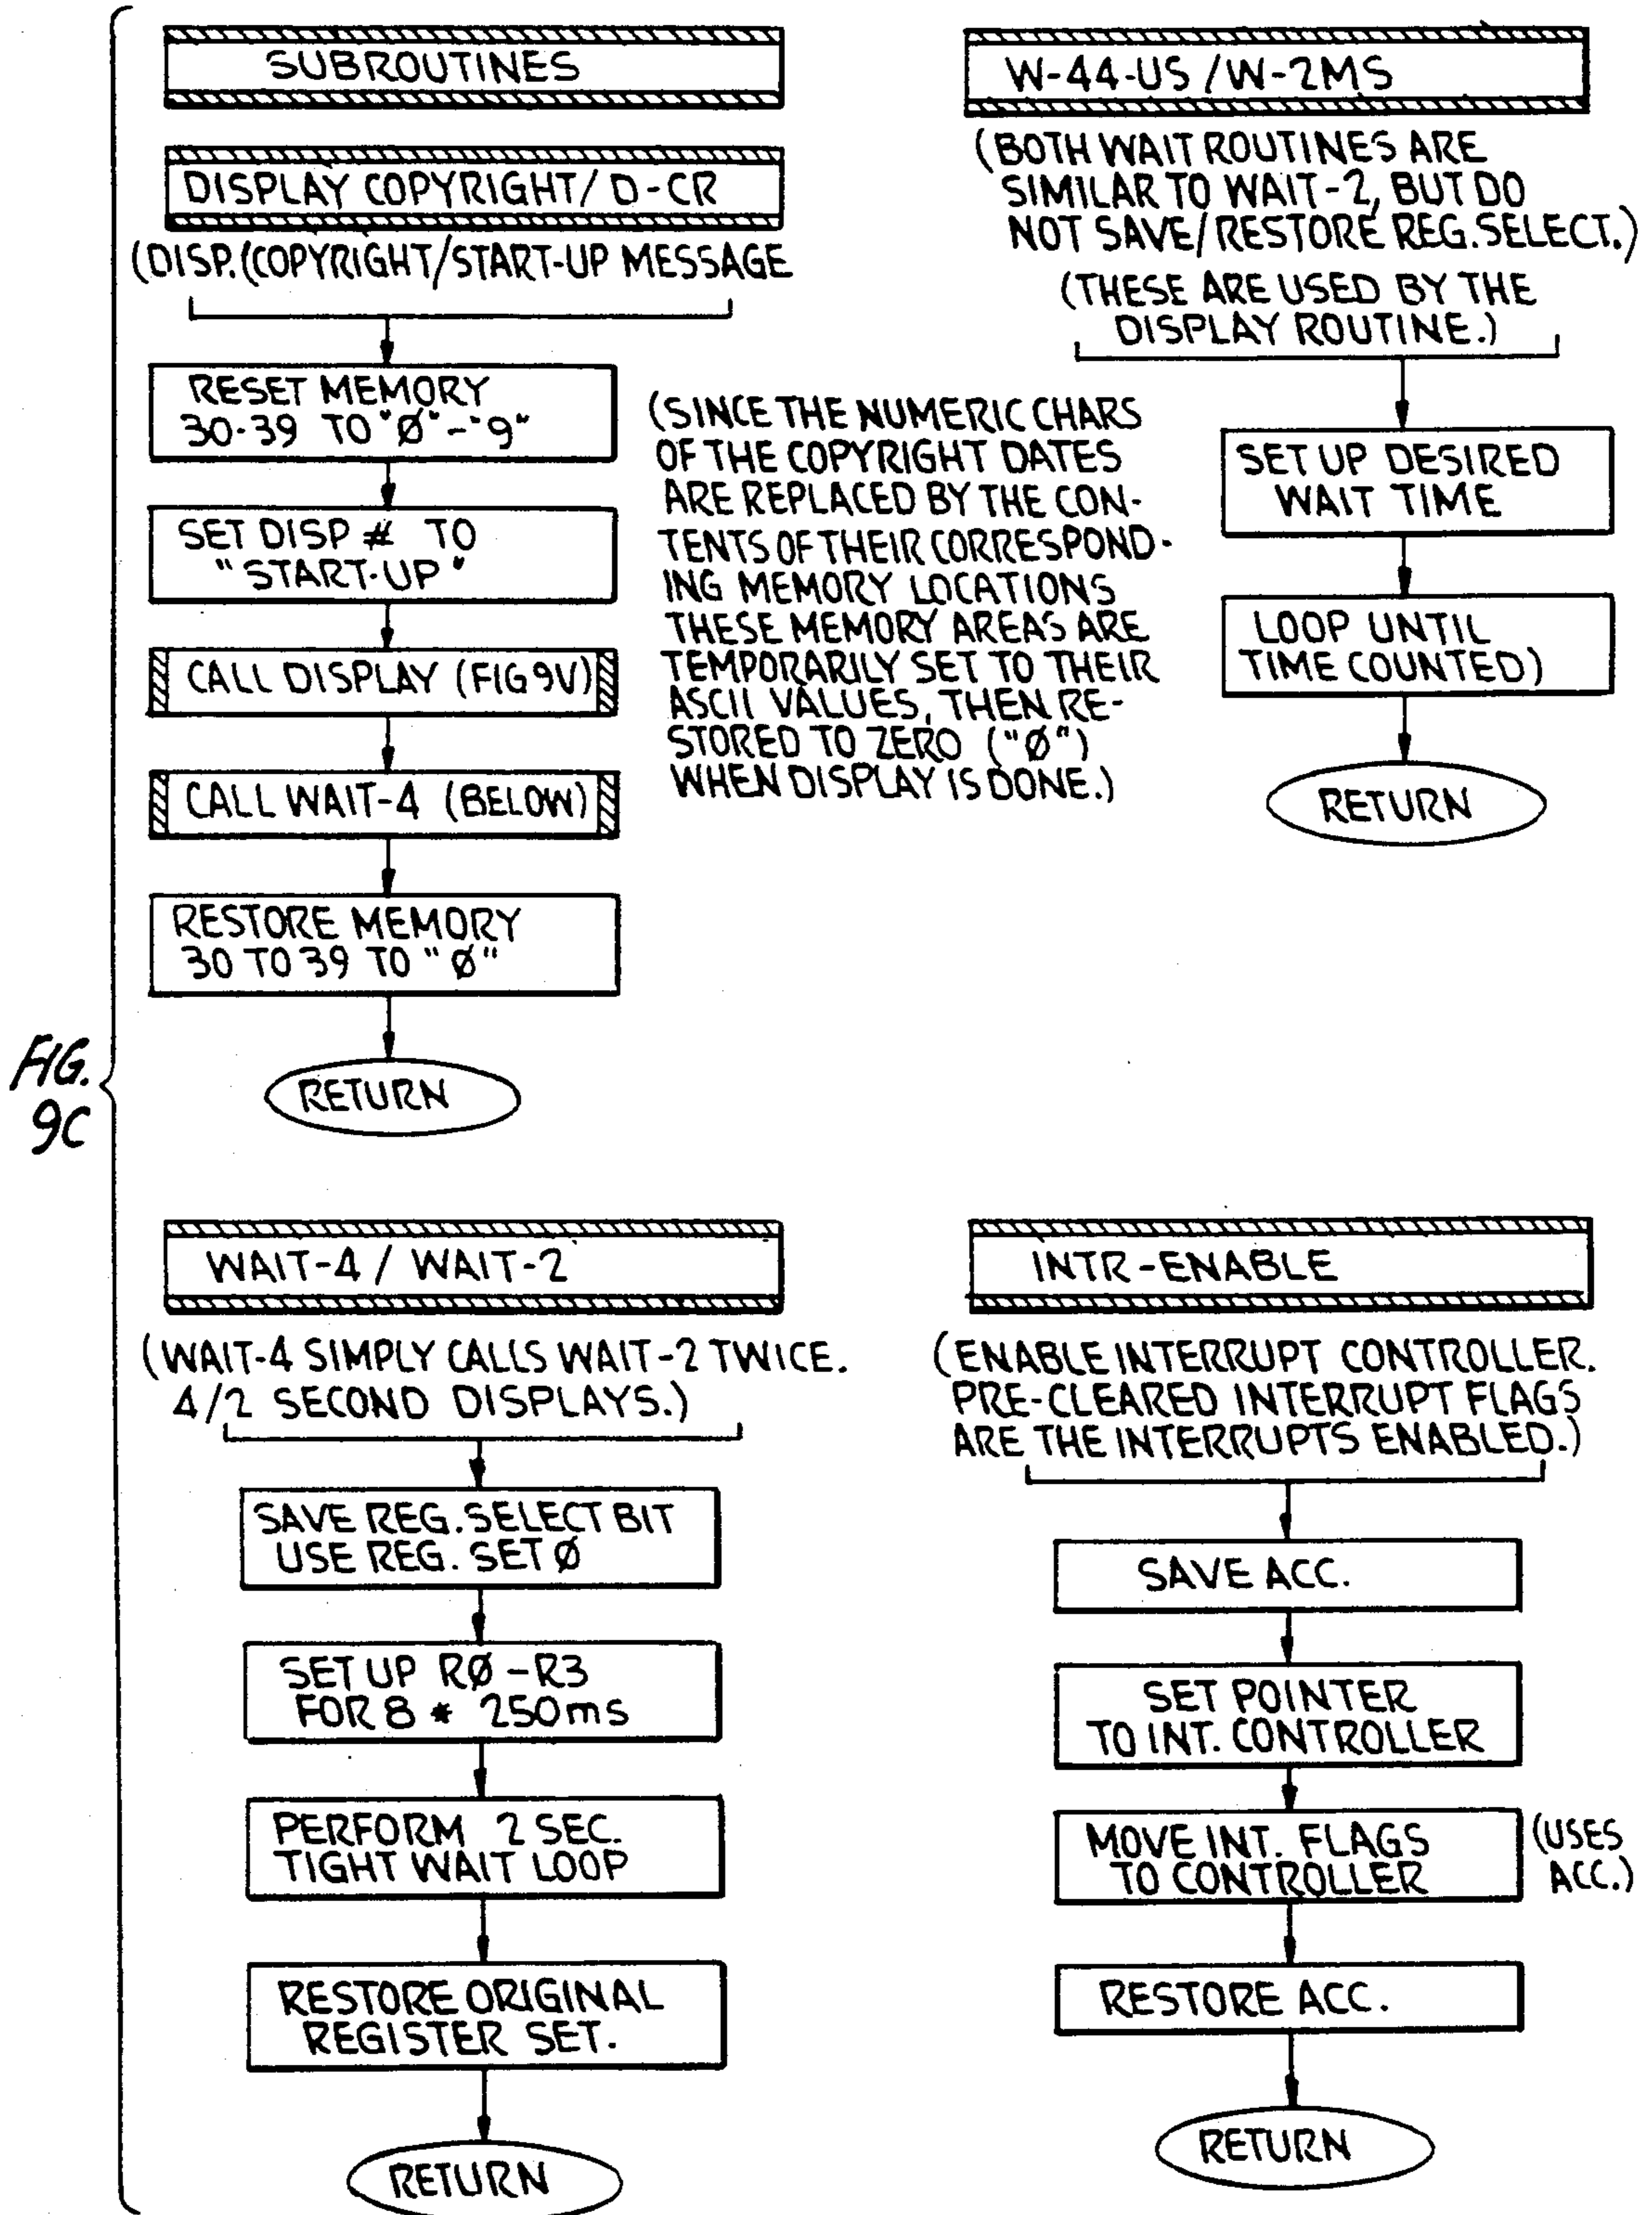 SUBROUTINES
DISPLAY COPYRIGHT/ D-CR
(DISP.(COPYRIGHT/START-UP MESSAGE
RESET MEMORY
30-39 TO "Ø"-"9"
SET DISP # TO
"START-UP"
CALL DISPLAY (FIG 9V)
CALL WAIT-4 (BELOW)
RESTORE MEMORY
30 TO 39 TO "Ø"
RETURN
(SINCE THE NUMERIC CHARS
OF THE COPYRIGHT DATES
ARE REPLACED BY THE CON-
TENTS OF THEIR CORRESPOND-
ING MEMORY LOCATIONS
THESE MEMORY AREAS ARE
TEMPORARILY SET TO THEIR
ASCII VALUES, THEN RE-
STORED TO ZERO ("Ø")
WHEN DISPLAY IS DONE.)
W-44-US / W-2MS
(BOTH WAIT ROUTINES ARE
SIMILAR TO WAIT-2, BUT DO
NOT SAVE/RESTORE REG.SELECT.)
(THESE ARE USED BY THE
DISPLAY ROUTINE.)
SET UP DESIRED
WAIT TIME
LOOP UNTIL
TIME COUNTED)
RETURN
FIG.
9C
WAIT-4 / WAIT-2
(WAIT-4 SIMPLY CALLS WAIT-2 TWICE.
4/2 SECOND DISPLAYS.)
SAVE REG. SELECT BIT
USE REG. SET Ø
SET UP RØ-R3
FOR 8 * 250ms
PERFORM 2 SEC.
TIGHT WAIT LOOP
RESTORE ORIGINAL
REGISTER SET.
RETURN
INTR-ENABLE
(ENABLE INTERRUPT CONTROLLER.
PRE-CLEARED INTERRUPT FLAGS
ARE THE INTERRUPTS ENABLED.)
SAVE ACC.
SET POINTER
TO INT. CONTROLLER
MOVE INT. FLAGS
TO CONTROLLER
(USES
ACC.)
RESTORE ACC.
RETURN